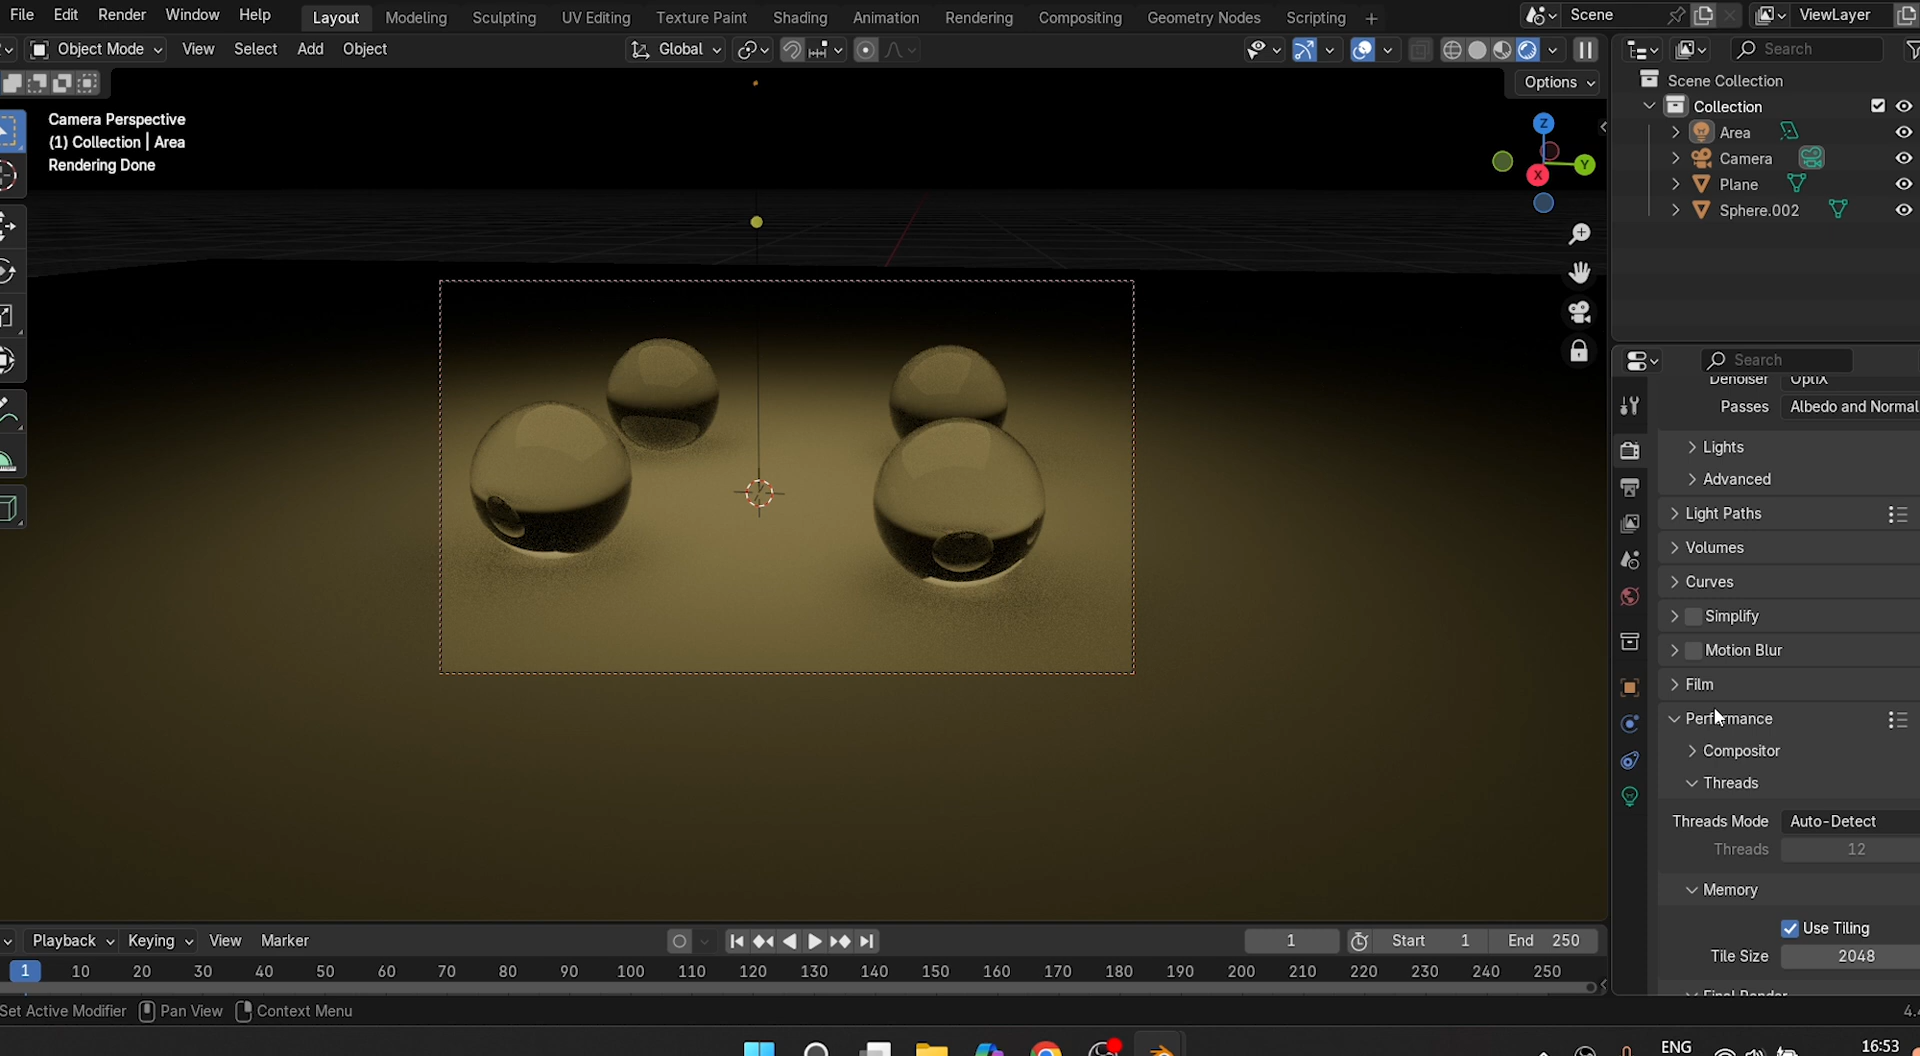 File Edit Render Window Help Layout Modeling Sculpting UV Editing Texture Paint Shading Animation Rendering Compositing Geometry Nodes Scripting + Scene ViewLayer
Object Mode View Select Add Object Global Search
Options
Camera Perspective
(1) Collection | Area
Rendering Done
Z
Y
X
Scene Collection
Collection
Area
Camera
Plane
Sphere.002
Search
Denoiser OptiX
Passes Albedo and Normal
Lights
Advanced
Light Paths
Volumes
Curves
Simplify
Motion Blur
Film
Performance
Compositor
Threads
Threads Mode Auto-Detect
Threads 12
Memory
Use Tiling
Tile Size 2048
Final Render
Playback Keying View Marker 1 Start 1 End 250
1 10 20 30 40 50 60 70 80 90 100 110 120 130 140 150 160 170 180 190 200 210 220 230 240 250
Set Active Modifier Pan View Context Menu 4.4
ENG 16:53